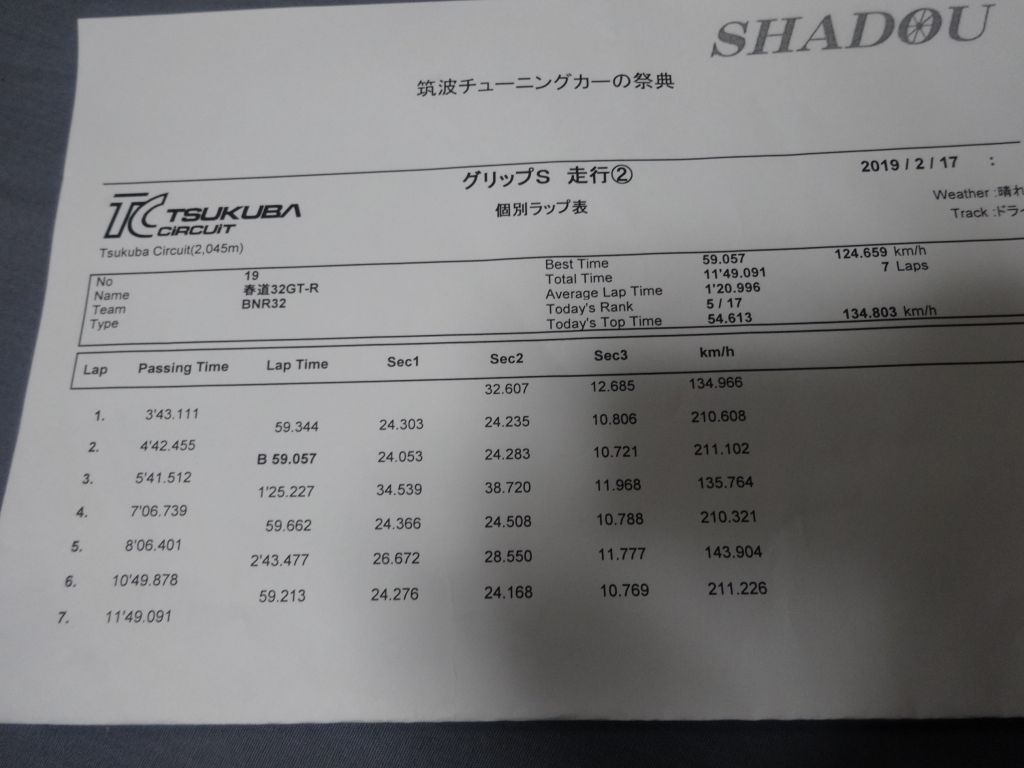 SHADOU
筑波チューニングカーの祭典
グリップS 走行② 2019 / 2 / 17 :
TC TSUKUBA CIRCUIT 個別ラップ表 Weather :晴れ
Tsukuba Circuit(2,045m) Track :ドラ
No 19 Best Time 59.057 124.659 km/h
Name 春道32GT-R Total Time 11'49.091 7 Laps
Team BNR32 Average Lap Time 1'20.996
Type Today's Rank 5 / 17
Today's Top Time 54.613 134.803 km/h
Lap Passing Time Lap Time Sec1 Sec2 Sec3 km/h
32.607 12.685 134.966
1. 3'43.111
59.344 24.303 24.235 10.806 210.608
2. 4'42.455
B 59.057 24.053 24.283 10.721 211.102
3. 5'41.512
1'25.227 34.539 38.720 11.968 135.764
4. 7'06.739
59.662 24.366 24.508 10.788 210.321
5. 8'06.401
2'43.477 26.672 28.550 11.777 143.904
6. 10'49.878
59.213 24.276 24.168 10.769 211.226
7. 11'49.091